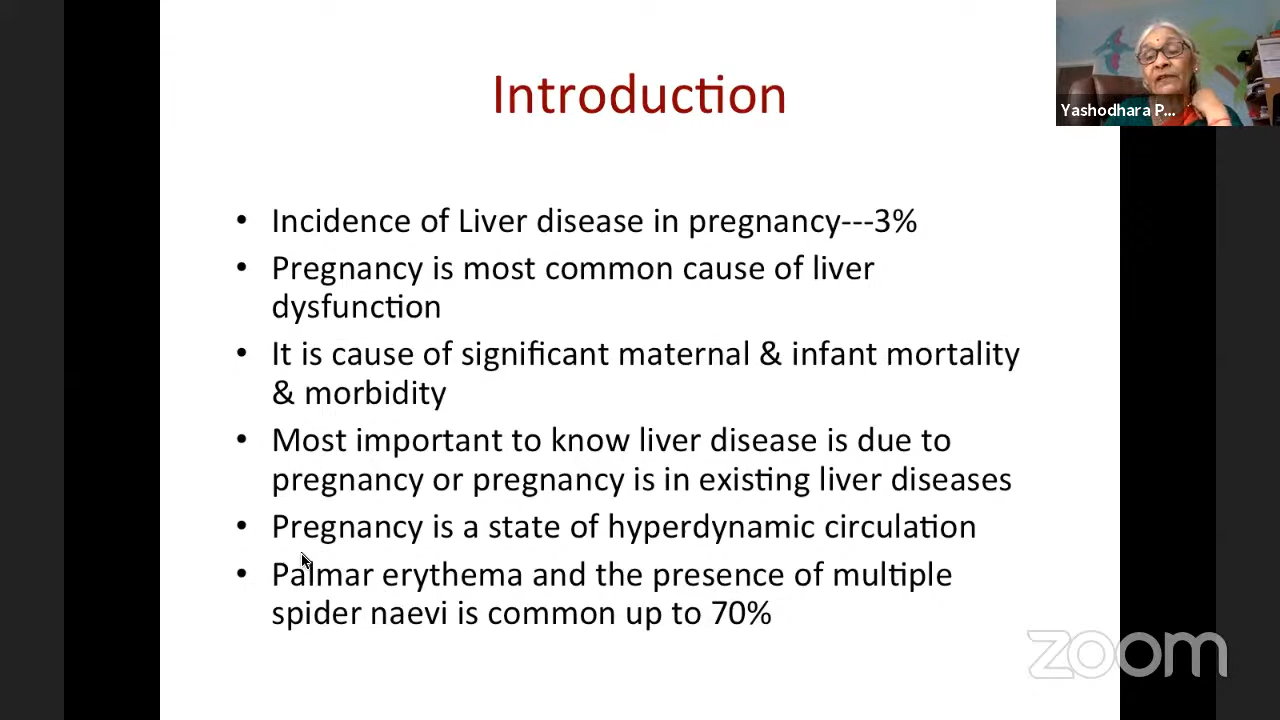 Introduction
Yashodhara P...
• Incidence of Liver disease in pregnancy---3%
• Pregnancy is most common cause of liver
dysfunction
• It is cause of significant maternal & infant mortality
& morbidity
• Most important to know liver disease is due to
pregnancy or pregnancy is in existing liver diseases
• Pregnancy is a state of hyperdynamic circulation
• Palmar erythema and the presence of multiple
spider naevi is common up to 70%
zoom